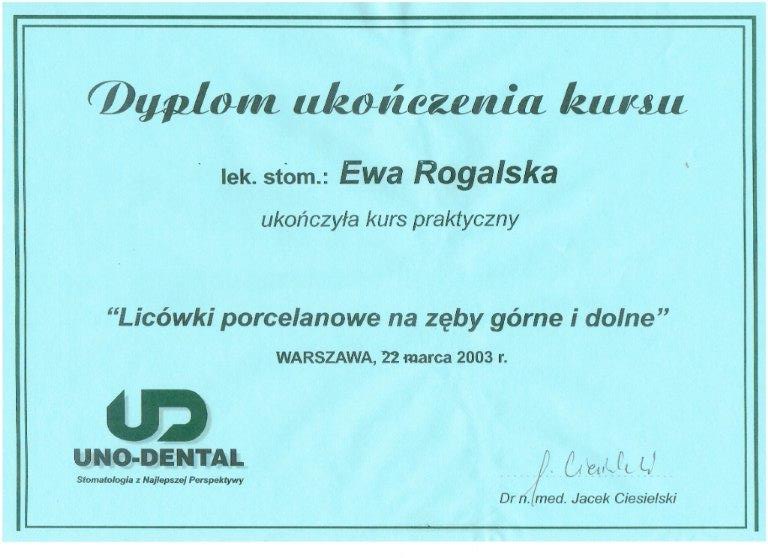 Dyplom ukończenia kursu
lek. stom.: Ewa Rogalska
ukończyła kurs praktyczny
“Licówki porcelanowe na zęby górne i dolne”
WARSZAWA, 22 marca 2003 r.
UD
UNO-DENTAL
Stomatologia z Najlepszej Perspektywy
Dr n. med. Jacek Ciesielski